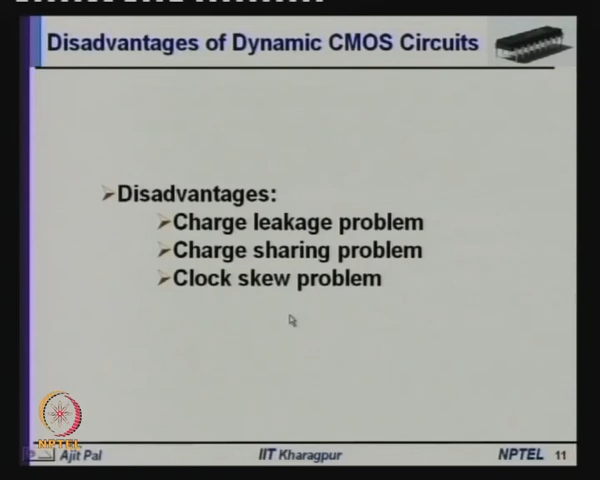 Disadvantages of Dynamic CMOS Circuits
Disadvantages:
Charge leakage problem
Charge sharing problem
Clock skew problem
NPTEL
Ajit Pal
IIT Kharagpur
NPTEL 11